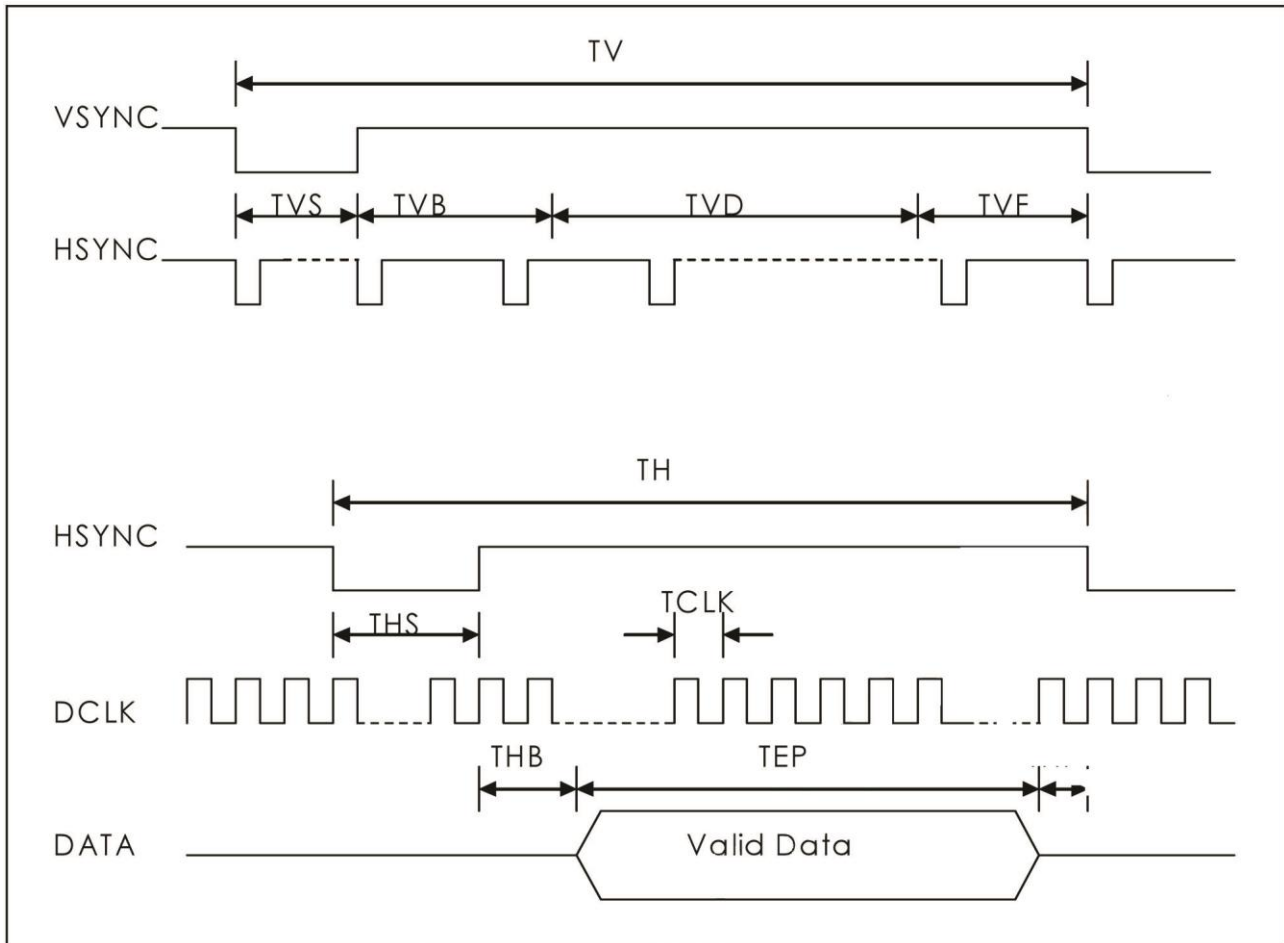 TV
VSYNC
TVS TVB TVD TVF
HSYNC
TH
HSYNC
TCLK
THS
DCLK
THB TEP
DATA Valid Data